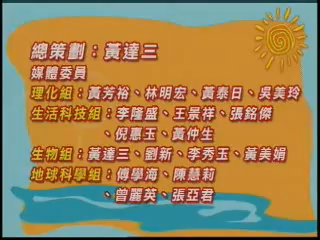 總策劃：黃達三
媒體委員
理化組：黃芳裕、林明宏、黃泰日、吳美玲
生活科技組：李隆盛、王景祥、張銘傑
、倪惠玉、黃仲生
生物組：黃達三、劉新、李秀玉、黃美娟
地球科學組：傅學海、陳慧莉
、曾麗英、張亞君